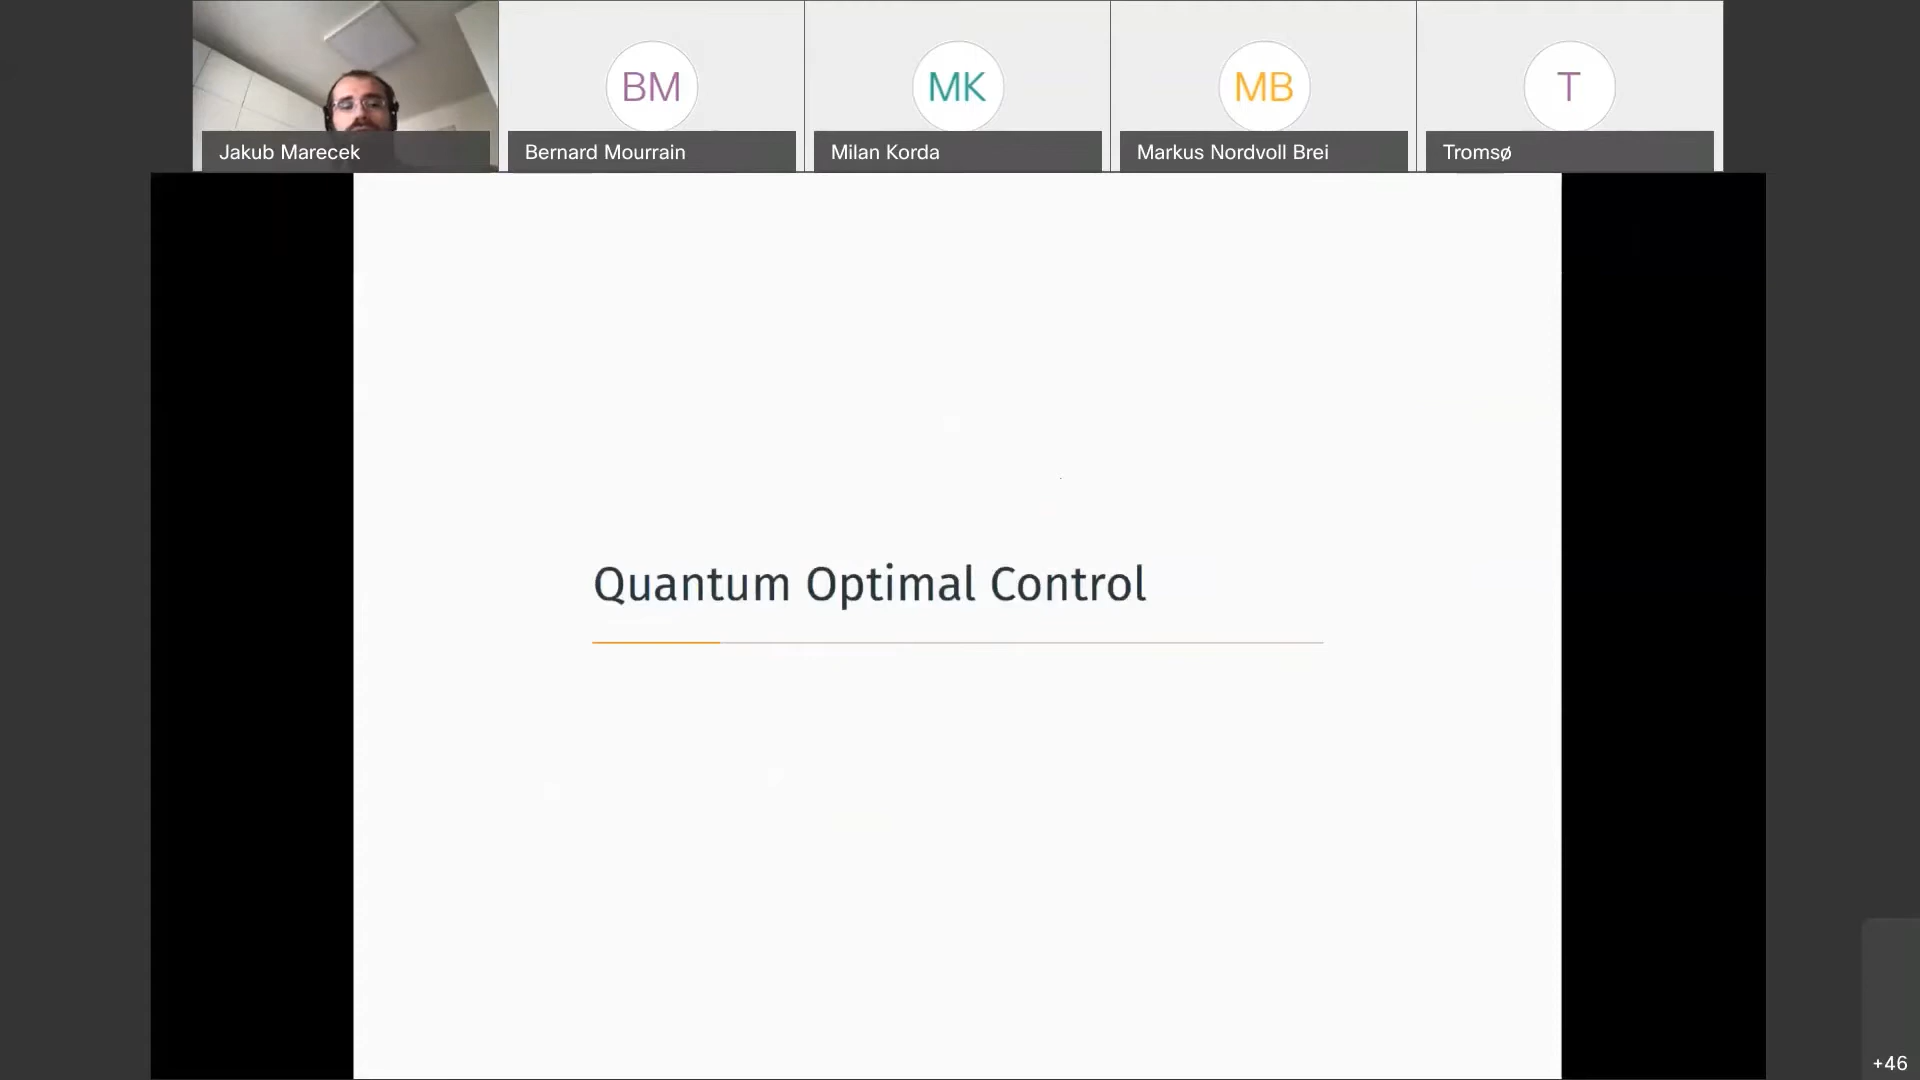 BM
MK
MB
T
Jakub Marecek
Bernard Mourrain
Milan Korda
Markus Nordvoll Brei
Tromsø
Quantum Optimal Control
+46